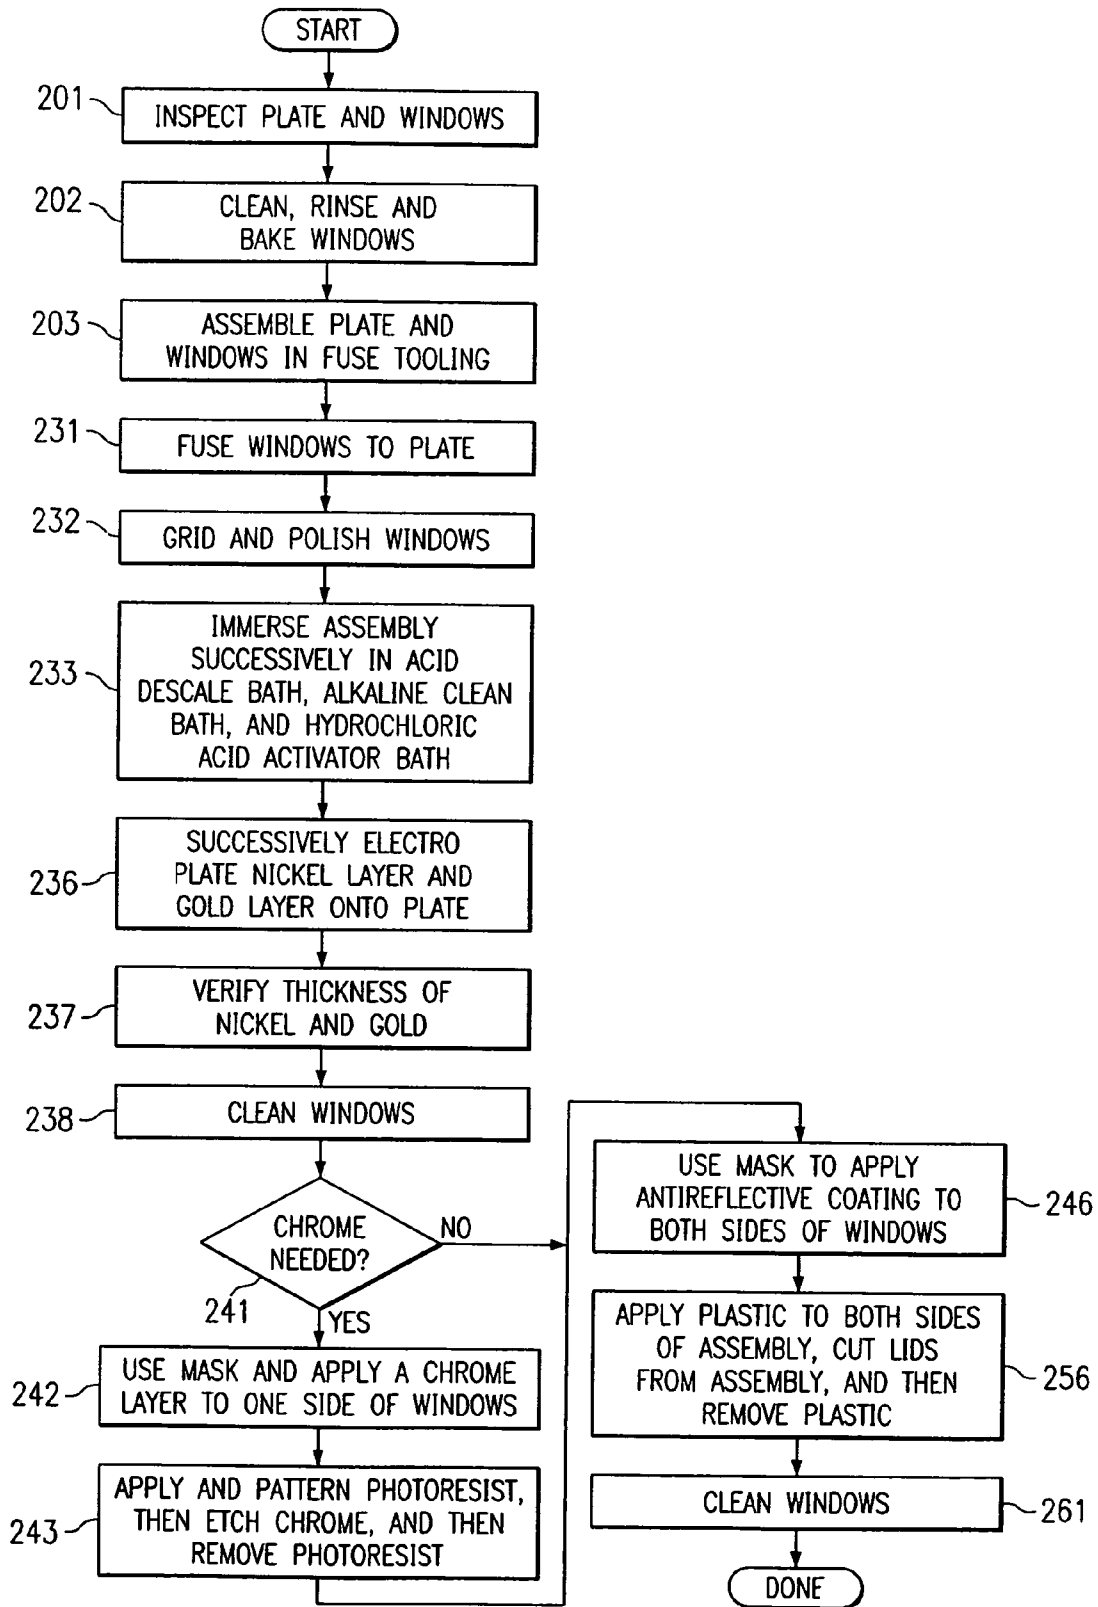 START
201
INSPECT PLATE AND WINDOWS
202
CLEAN, RINSE AND
BAKE WINDOWS
203
ASSEMBLE PLATE AND
WINDOWS IN FUSE TOOLING
231
FUSE WINDOWS TO PLATE
232
GRID AND POLISH WINDOWS
233
IMMERSE ASSEMBLY
SUCCESSIVELY IN ACID
DESCALE BATH, ALKALINE CLEAN
BATH, AND HYDROCHLORIC
ACID ACTIVATOR BATH
236
SUCCESSIVELY ELECTRO
PLATE NICKEL LAYER AND
GOLD LAYER ONTO PLATE
237
VERIFY THICKNESS OF
NICKEL AND GOLD
238
CLEAN WINDOWS
CHROME
NEEDED?
241
NO
YES
242
USE MASK AND APPLY A CHROME
LAYER TO ONE SIDE OF WINDOWS
243
APPLY AND PATTERN PHOTORESIST,
THEN ETCH CHROME, AND THEN
REMOVE PHOTORESIST
USE MASK TO APPLY
ANTIREFLECTIVE COATING TO
BOTH SIDES OF WINDOWS
246
APPLY PLASTIC TO BOTH SIDES
OF ASSEMBLY, CUT LIDS
FROM ASSEMBLY, AND THEN
REMOVE PLASTIC
256
CLEAN WINDOWS
261
DONE